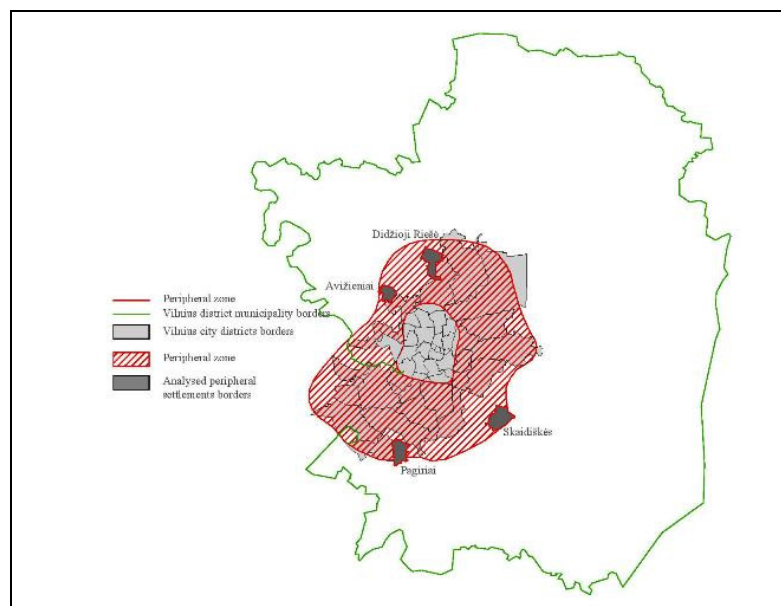 Didžioji Riešė
Avižieniai
Peripheral zone
Vilnius district municipality borders
Vilnius city districts borders
Peripheral zone
Analysed peripheral
settlements borders
Skaidiškės
Pagiriai